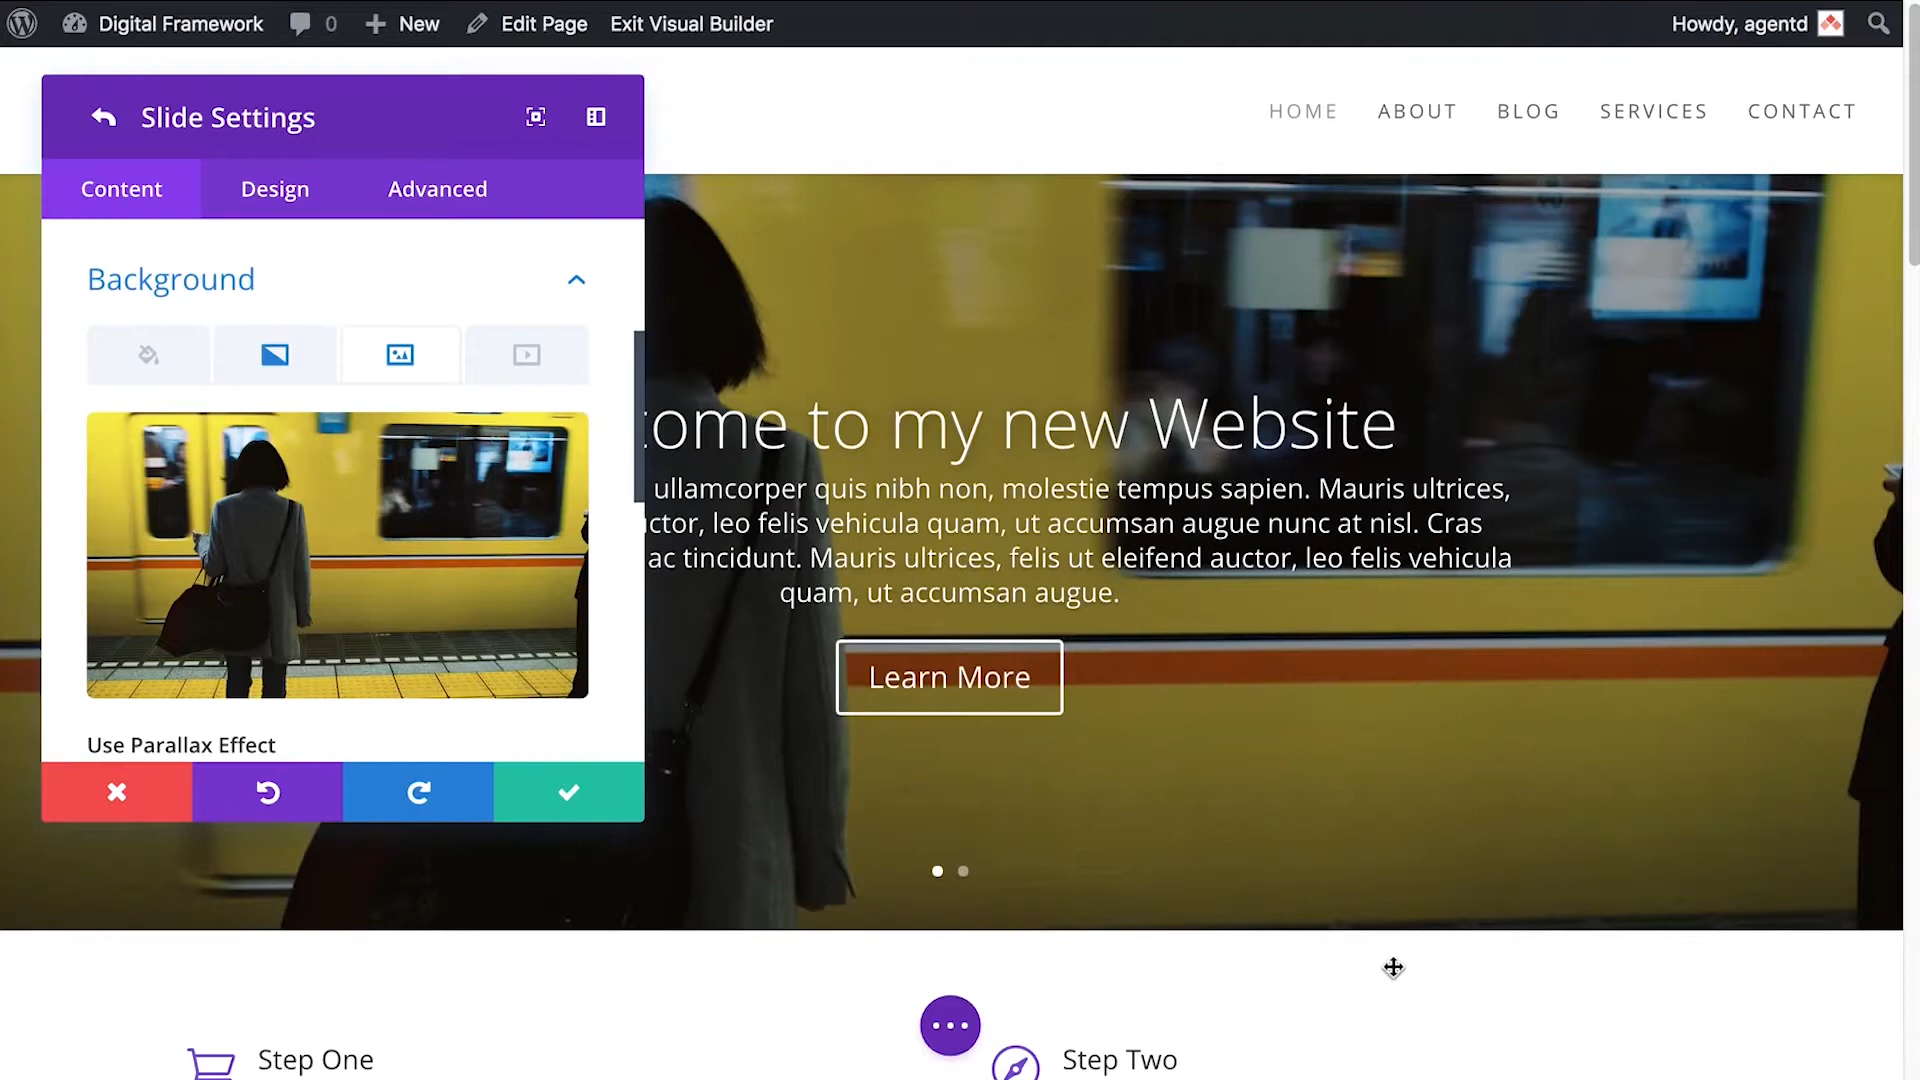 Digital Framework 0 New Edit Page Exit Visual Builder Howdy, agentd
Slide Settings
HOME ABOUT BLOG SERVICES CONTACT
Content Design Advanced
Background
come to my new Website
ullamcorper quis nibh non, molestie tempus sapien. Mauris ultrices,
uctor, leo felis vehicula quam, ut accumsan augue nunc at nisl. Cras
ac tincidunt. Mauris ultrices, felis ut eleifend auctor, leo felis vehicula
quam, ut accumsan augue.
Learn More
Use Parallax Effect
Step One
Step Two